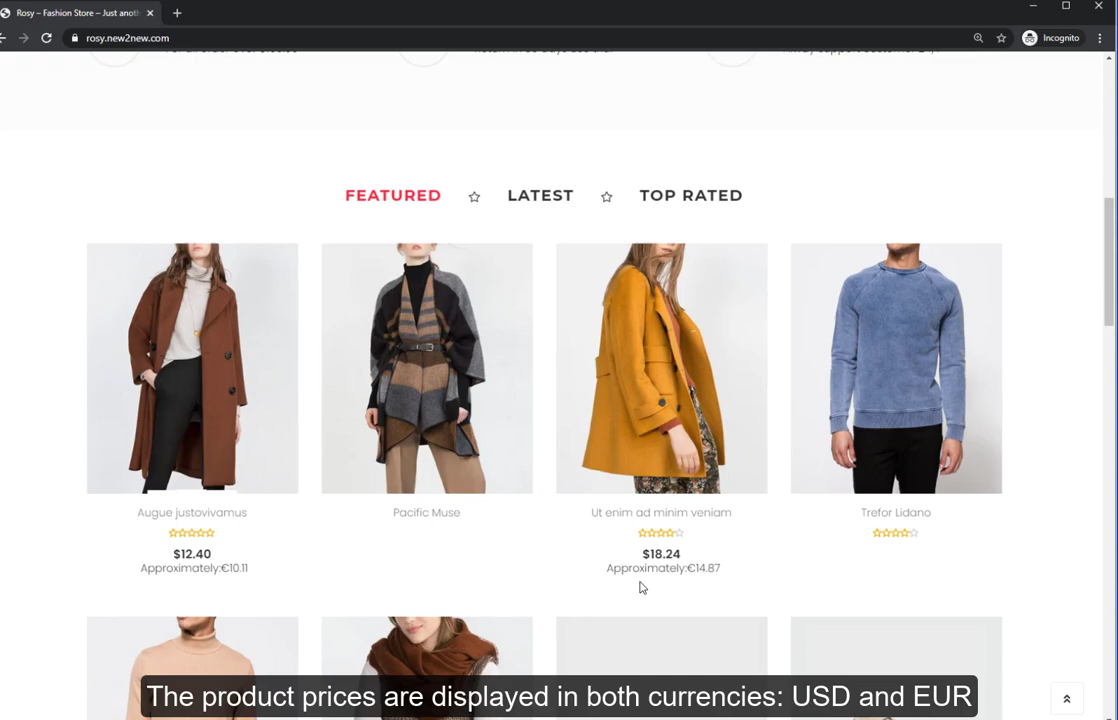 Rosy – Fashion Store – Just anoth
rosy.new2new.com
Incognito
FEATURED
LATEST
TOP RATED
Augue justovivamus
$12.40
Approximately:€10.11
Pacific Muse
Ut enim ad minim veniam
$18.24
Approximately:€14.87
Trefor Lidano
The product prices are displayed in both currencies: USD and EUR